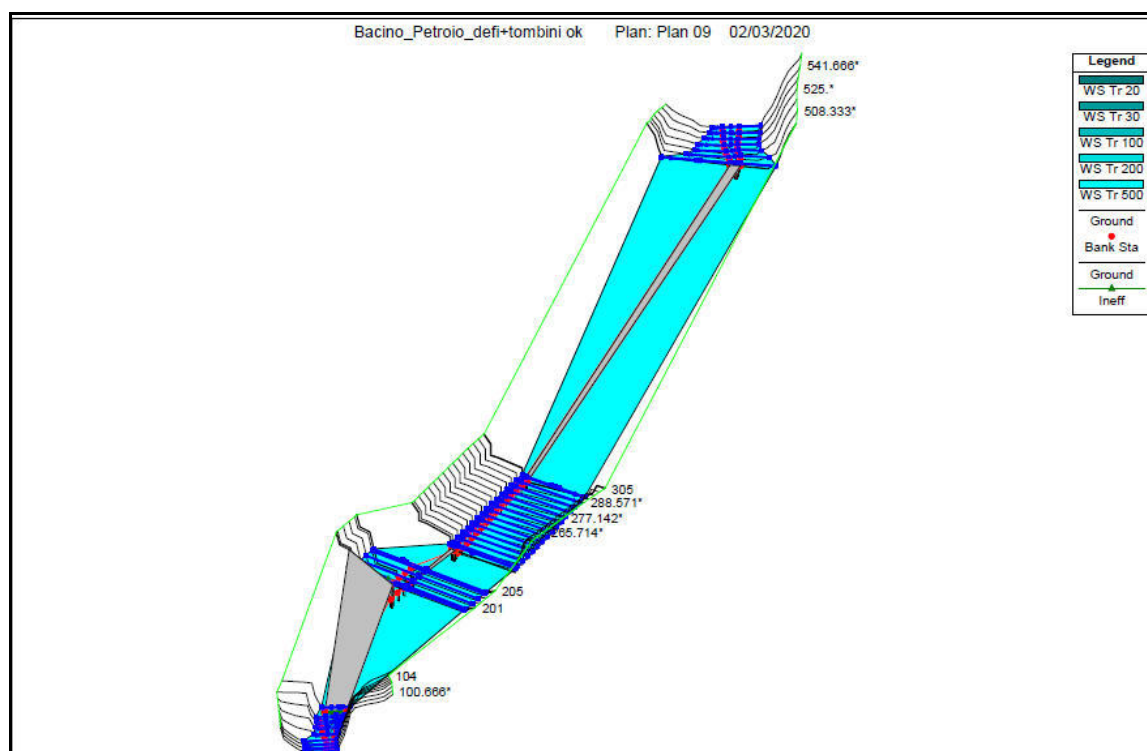 Bacino_Petroio_defi+tombini ok Plan: Plan 09 02/03/2020
Legend
WS Tr 20
WS Tr 30
WS Tr 100
WS Tr 200
WS Tr 500
Ground
Bank Sta
Ground
Ineff
541.666*
525.*
508.333*
305
288.571*
277.142*
265.714*
205
201
104
100.666*